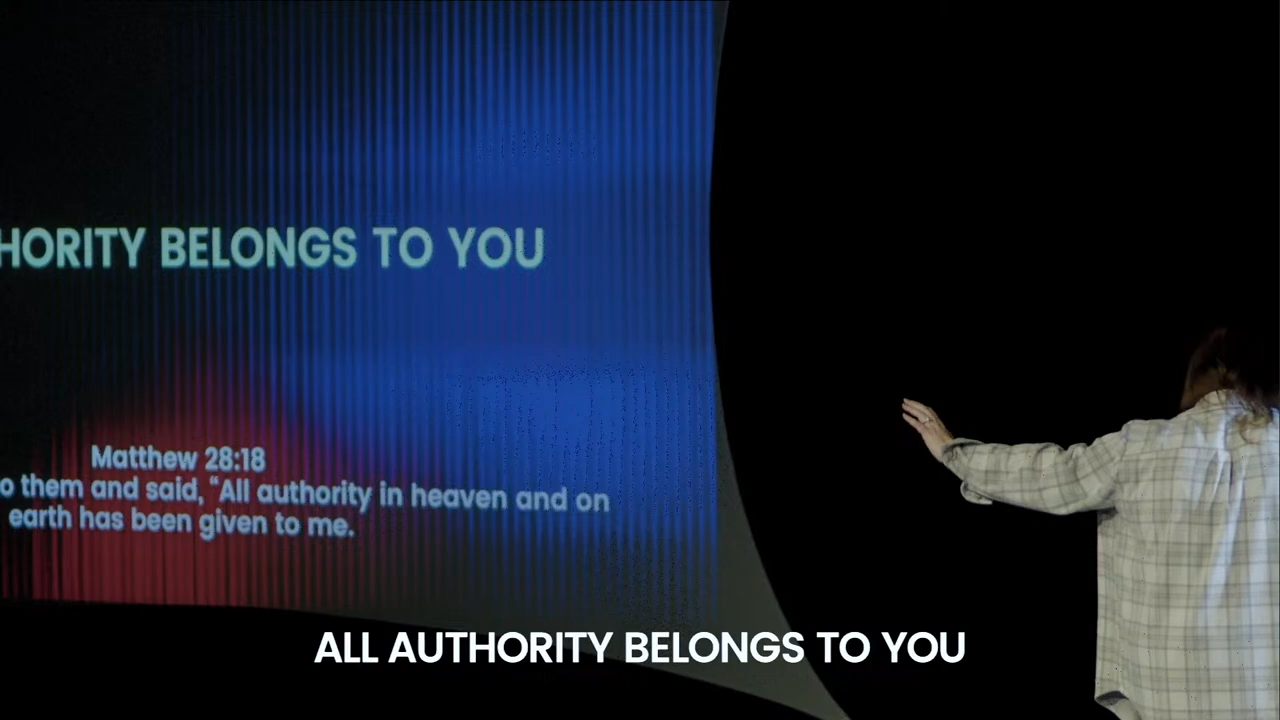 HORITY BELONGS TO YOU
Matthew 28:18
o them and said, “All authority in heaven and on
earth has been given to me.
ALL AUTHORITY BELONGS TO YOU